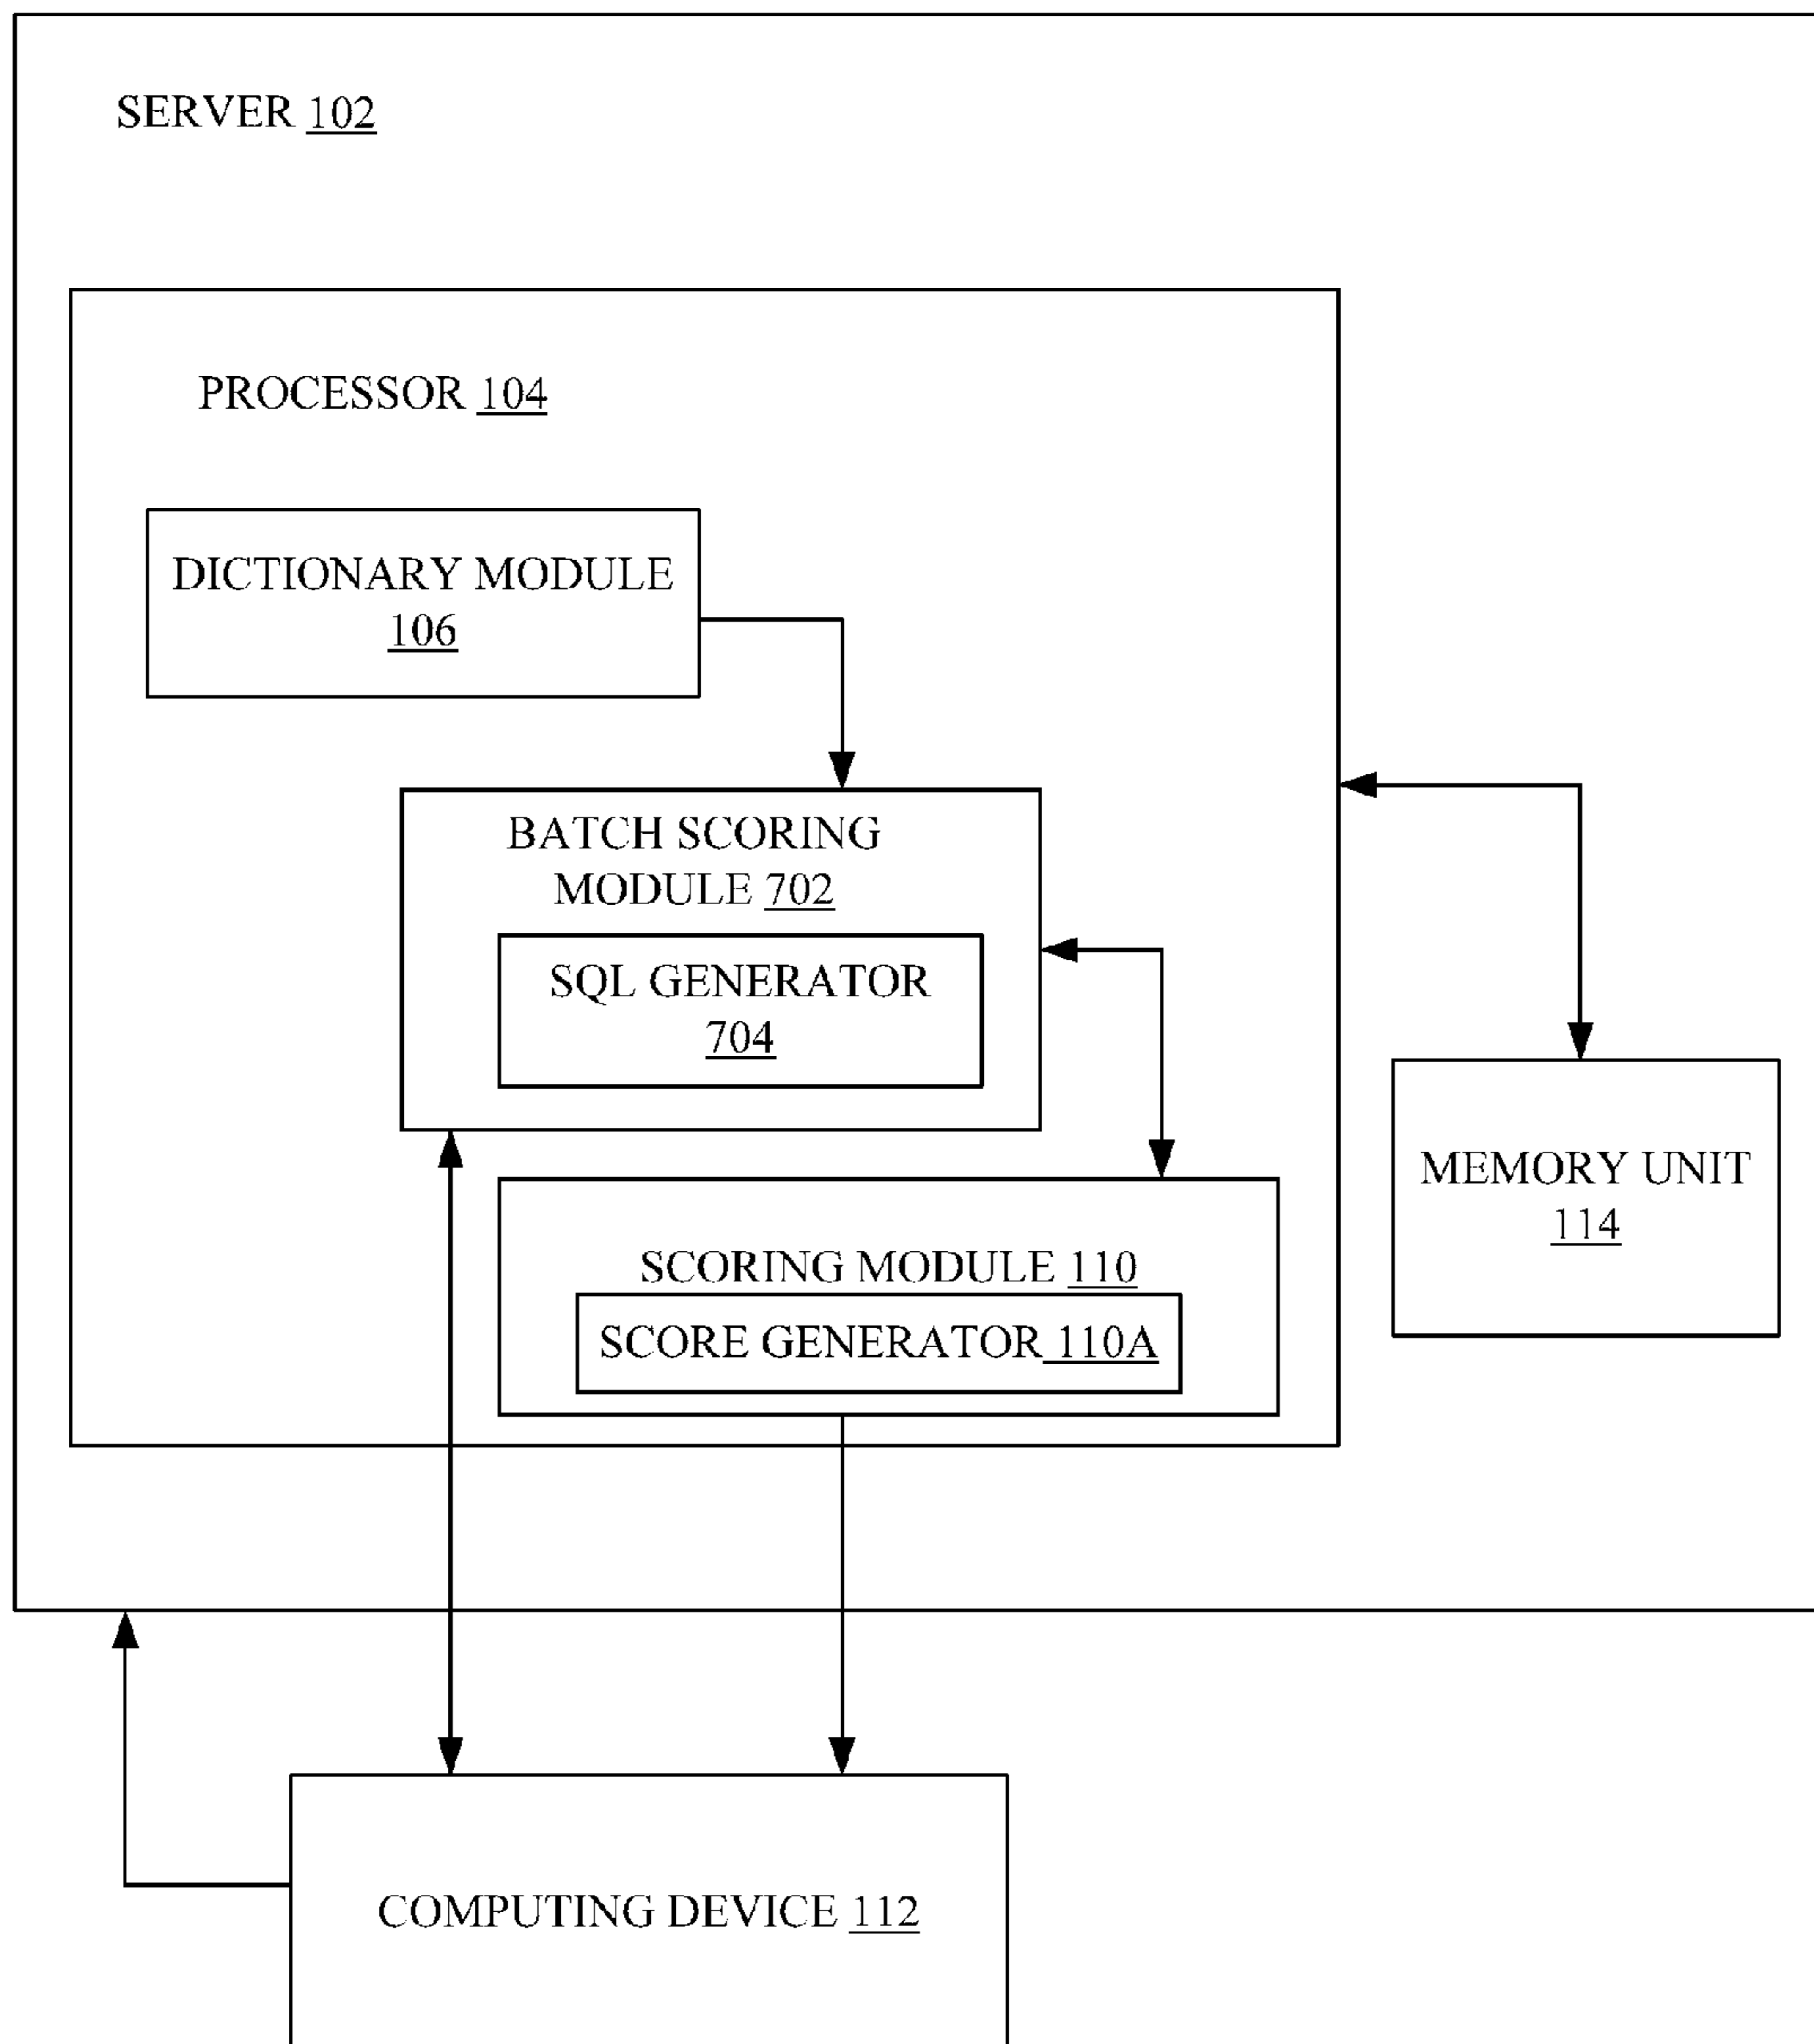 SERVER 102
PROCESSOR 104
DICTIONARY MODULE
106
BATCH SCORING
MODULE 702
SQL GENERATOR
704
MEMORY UNIT
114
SCORING MODULE 110
SCORE GENERATOR 110A
COMPUTING DEVICE 112